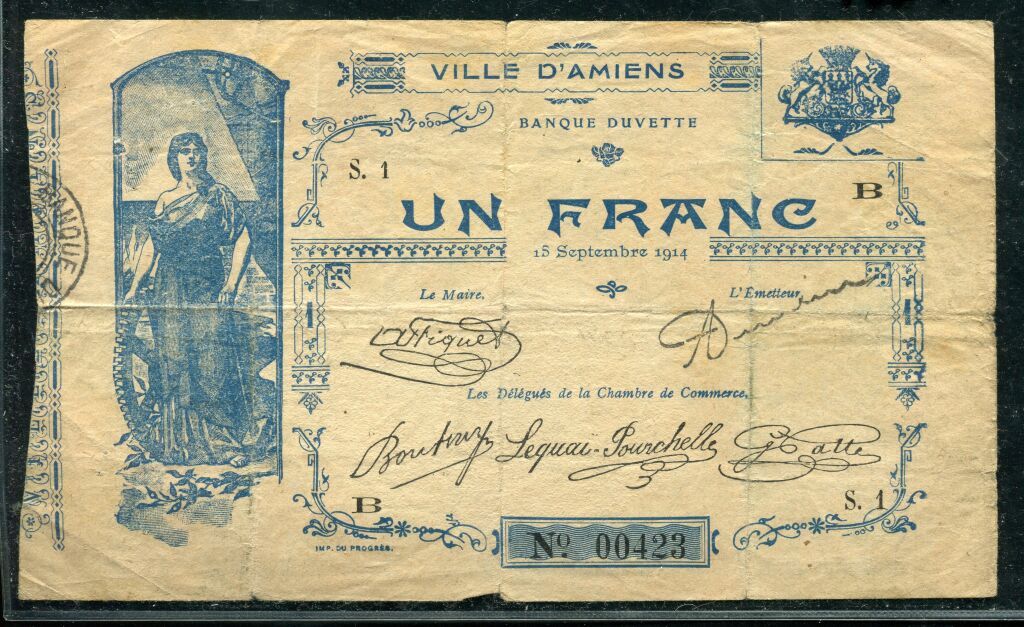 VILLE D'AMIENS
BANQUE DUVETTE
S. 1
B
UN FRANC
15 Septembre 1914
Le Maire.
L'Émetteur,
Les Délégués de la Chambre de Commerce.
Lequai-Pourchelle
B
S. 1
IMP. DU PROGRÈS.
No 00423
BANQUE